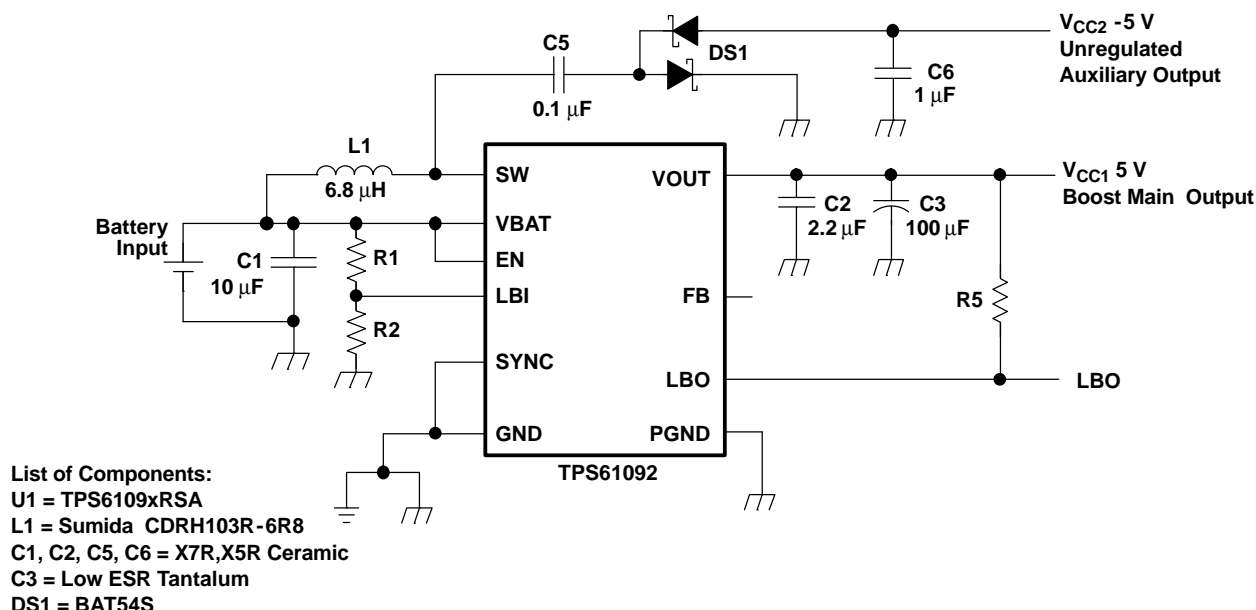 V_CC2 -5 V
Unregulated
Auxiliary Output
C5
0.1 μF
DS1
C6
1 μF
L1
6.8 μH
SW
VOUT
V_CC1 5 V
Boost Main Output
C2
2.2 μF
C3
100 μF
Battery
Input
VBAT
C1
10 μF
R1
EN
LBI
FB
R5
R2
SYNC
LBO
LBO
GND
PGND
TPS61092
List of Components:
U1 = TPS6109xRSA
L1 = Sumida CDRH103R-6R8
C1, C2, C5, C6 = X7R,X5R Ceramic
C3 = Low ESR Tantalum
DS1 = BAT54S